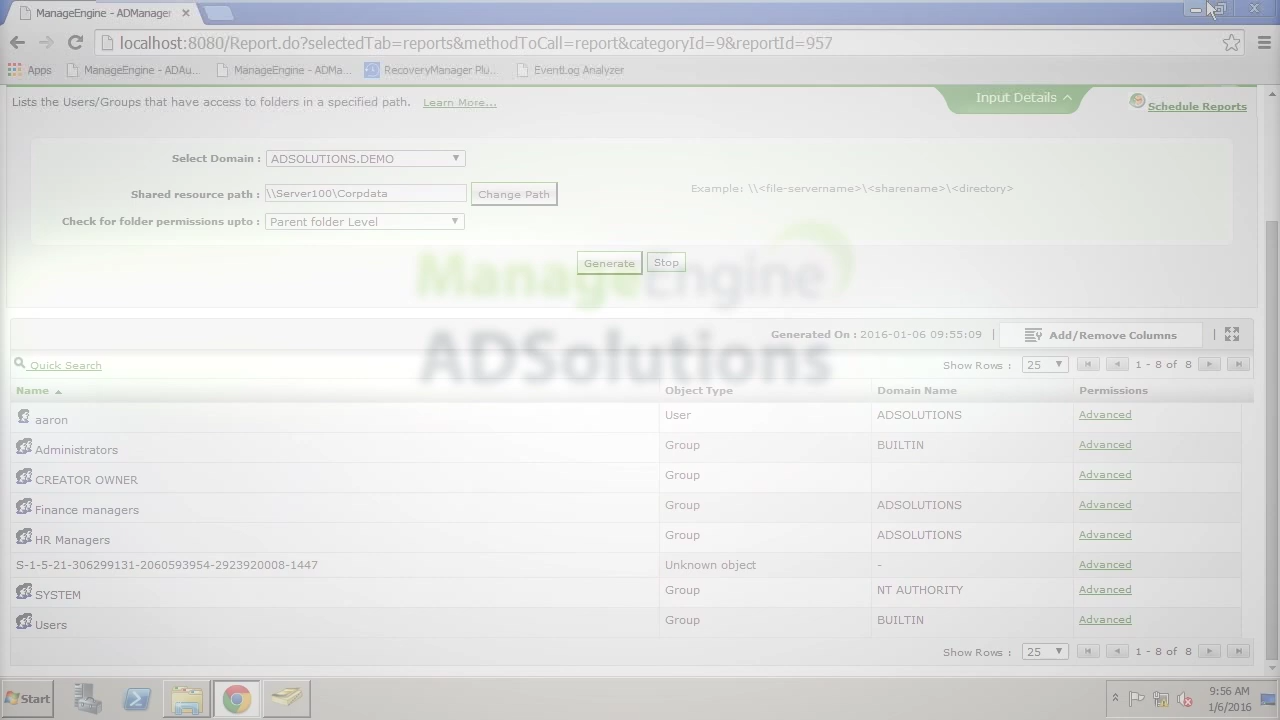 ManageEngine - ADManager
localhost:8080/Report.do?selectedTab=reports&methodToCall=report&categoryId=9&reportId=957
Apps ManageEngine - ADAu... ManageEngine - ADMa... RecoveryManager Plu... EventLog Analyzer
Lists the Users/Groups that have access to folders in a specified path. Learn More...
Input Details
Schedule Reports
Select Domain : ADSOLUTIONS.DEMO
Shared resource path : \\Server100\Corpdata Change Path Example: \\<file-servername>\<sharename>\<directory>
Check for folder permissions upto : Parent folder Level
Generate Stop
ManageEngine
ADSolutions
Generated On : 2016-01-06 09:55:09 | Add/Remove Columns |
Quick Search Show Rows : 25 1 - 8 of 8
Name Object Type Domain Name Permissions
aaron User ADSOLUTIONS Advanced
Administrators Group BUILTIN Advanced
CREATOR OWNER Group Advanced
Finance managers Group ADSOLUTIONS Advanced
HR Managers Group ADSOLUTIONS Advanced
S-1-5-21-306299131-2060593954-2923920008-1447 Unknown object - Advanced
SYSTEM Group NT AUTHORITY Advanced
Users Group BUILTIN Advanced
Show Rows : 25 1 - 8 of 8
Start
9:56 AM
1/6/2016